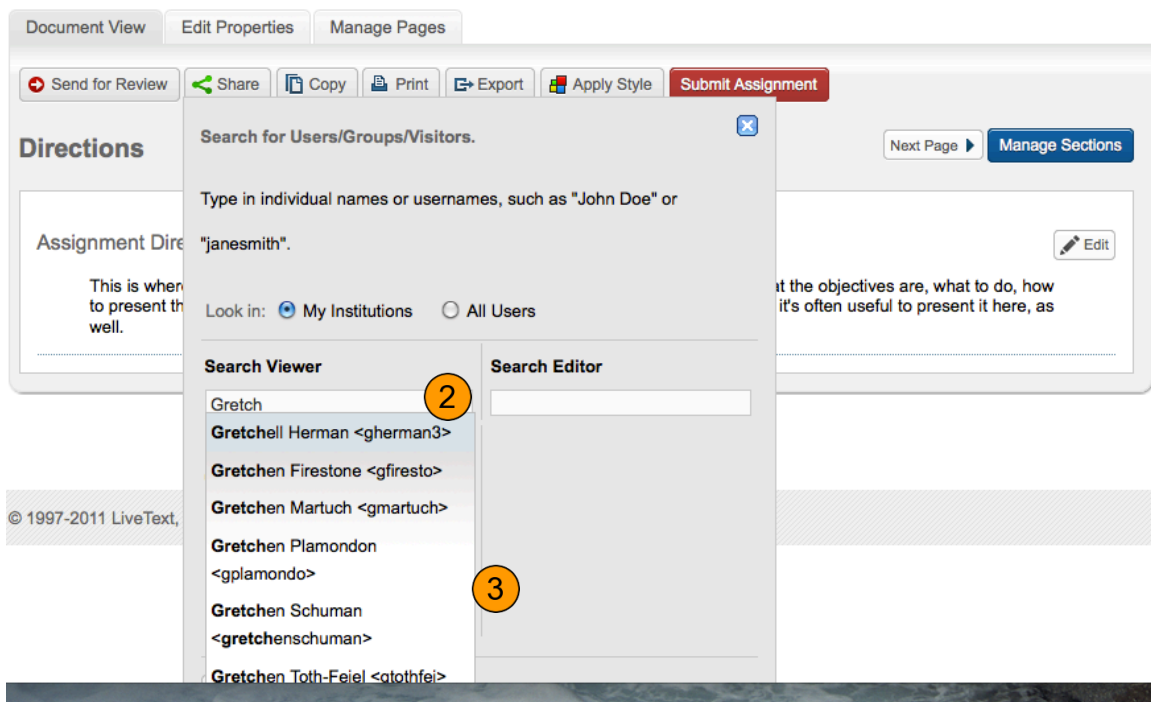 Document View Edit Properties Manage Pages
Send for Review Share Copy Print Export Apply Style Submit Assignment
Directions
Next Page Manage Sections
Search for Users/Groups/Visitors.
Type in individual names or usernames, such as "John Doe" or
"janesmith".
Look in: My Institutions All Users
Search Viewer Search Editor
Gretch
2
Gretchell Herman <gherman3>
Gretchen Firestone <gfiresto>
Gretchen Martuch <gmartuch>
Gretchen Plamondon
<gplamondo>
3
Gretchen Schuman
<gretchenschuman>
Gretchen Toth-Fejel <gtothfej>
Assignment Dire
Edit
This is wher at the objectives are, what to do, how
to present th it's often useful to present it here, as
well.
© 1997-2011 LiveText,